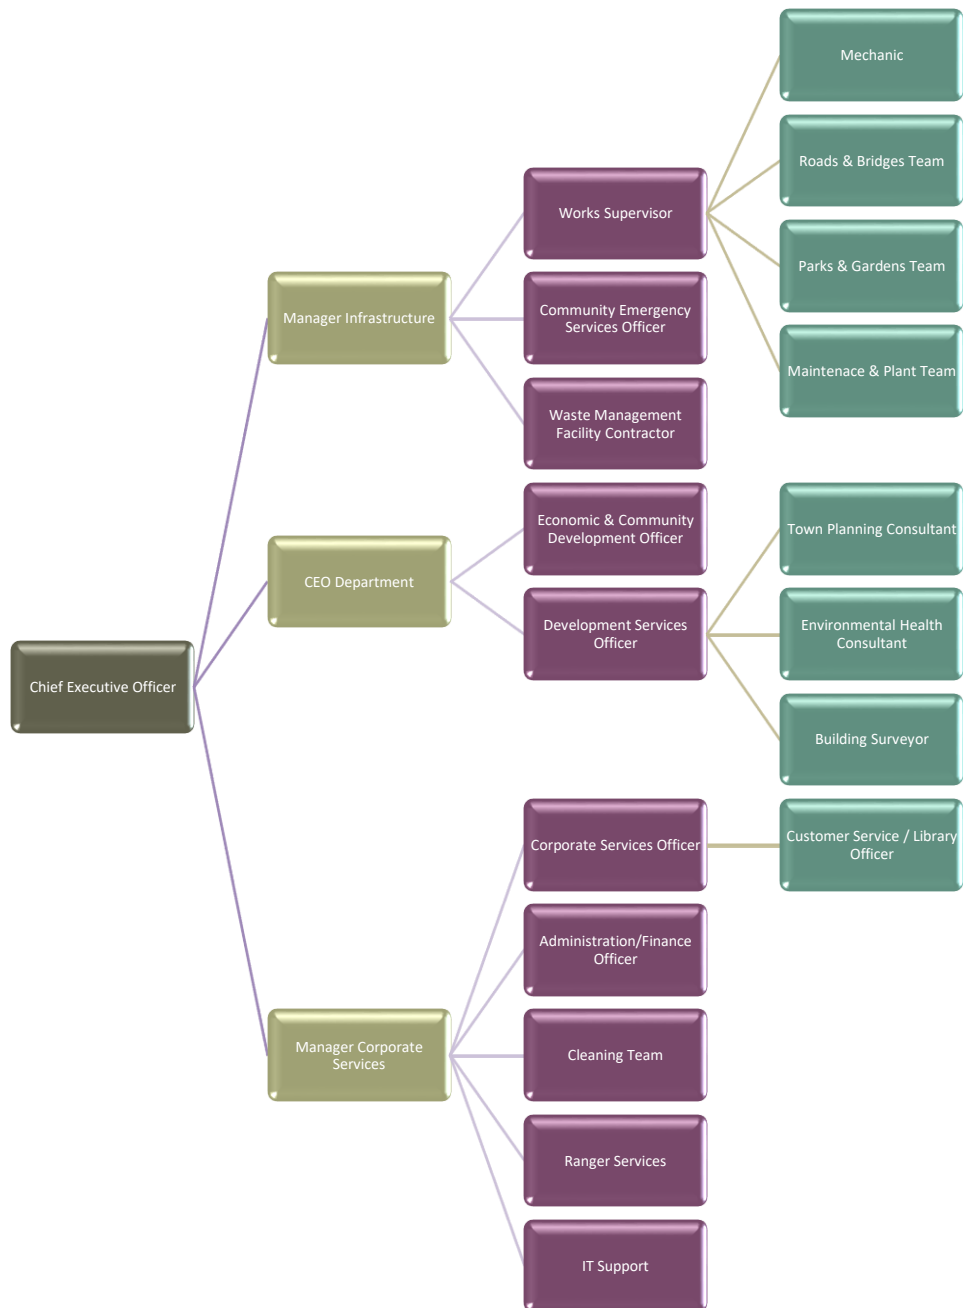 Mechanic
Roads & Bridges Team
Works Supervisor
Parks & Gardens Team
Manager Infrastructure
Community Emergency
Services Officer
Maintenace & Plant Team
Waste Management
Facility Contractor
Economic & Community
Development Officer
Town Planning Consultant
CEO Department
Development Services
Officer
Environmental Health
Consultant
Chief Executive Officer
Building Surveyor
Corporate Services Officer
Customer Service / Library
Officer
Administration/Finance
Officer
Manager Corporate
Services
Cleaning Team
Ranger Services
IT Support